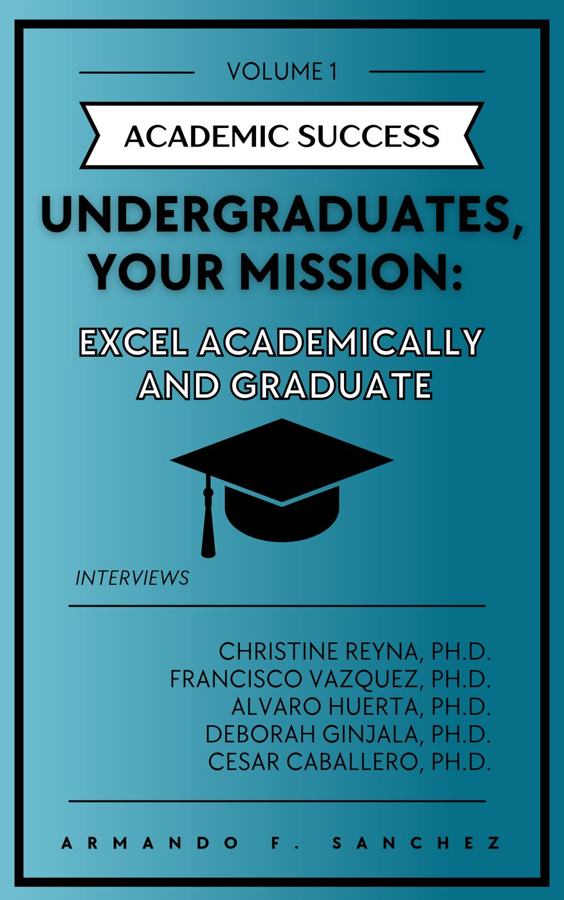 VOLUME 1
ACADEMIC SUCCESS
UNDERGRADUATES,
YOUR MISSION:
EXCEL ACADEMICALLY
AND GRADUATE
INTERVIEWS
CHRISTINE REYNA, PH.D.
FRANCISCO VAZQUEZ, PH.D.
ALVARO HUERTA, PH.D.
DEBORAH GINJALA, PH.D.
CESAR CABALLERO, PH.D.
ARMANDO F. SANCHEZ